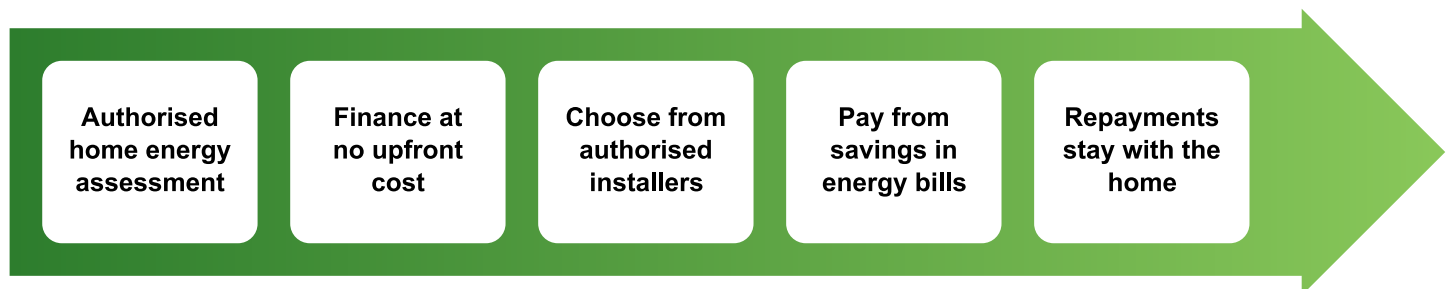 Authorised
home energy
assessment
Finance at
no upfront
cost
Choose from
authorised
installers
Pay from
savings in
energy bills
Repayments
stay with the
home